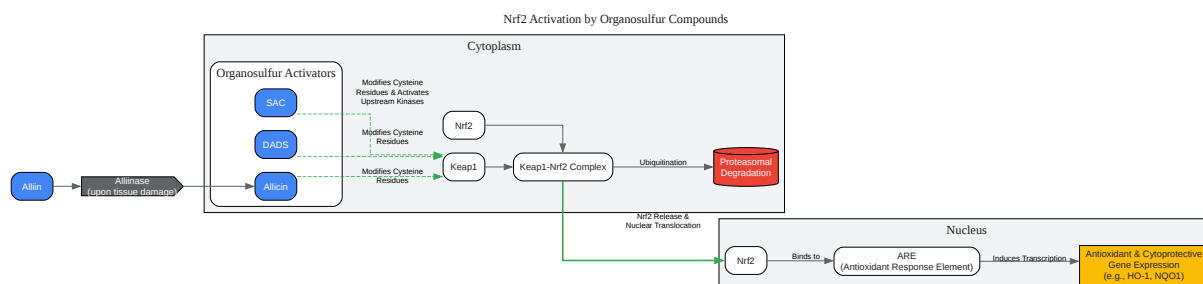 Nrf2 Activation by Organosulfur Compounds
Cytoplasm
Organosulfur Activators
SAC
DADS
Allicin
Alliin
Alliinase
(upon tissue damage)
Modifies Cysteine
Residues & Activates
Upstream Kinases
Modifies Cysteine
Residues
Modifies Cysteine
Residues
Nrf2
Keap1
Keap1-Nrf2 Complex
Ubiquitination
Proteasomal
Degradation
Nrf2 Release &
Nuclear Translocation
Nucleus
Nrf2
Binds to
ARE
(Antioxidant Response Element)
Induces Transcription
Antioxidant & Cytoprotective
Gene Expression
(e.g., HO-1, NQO1)